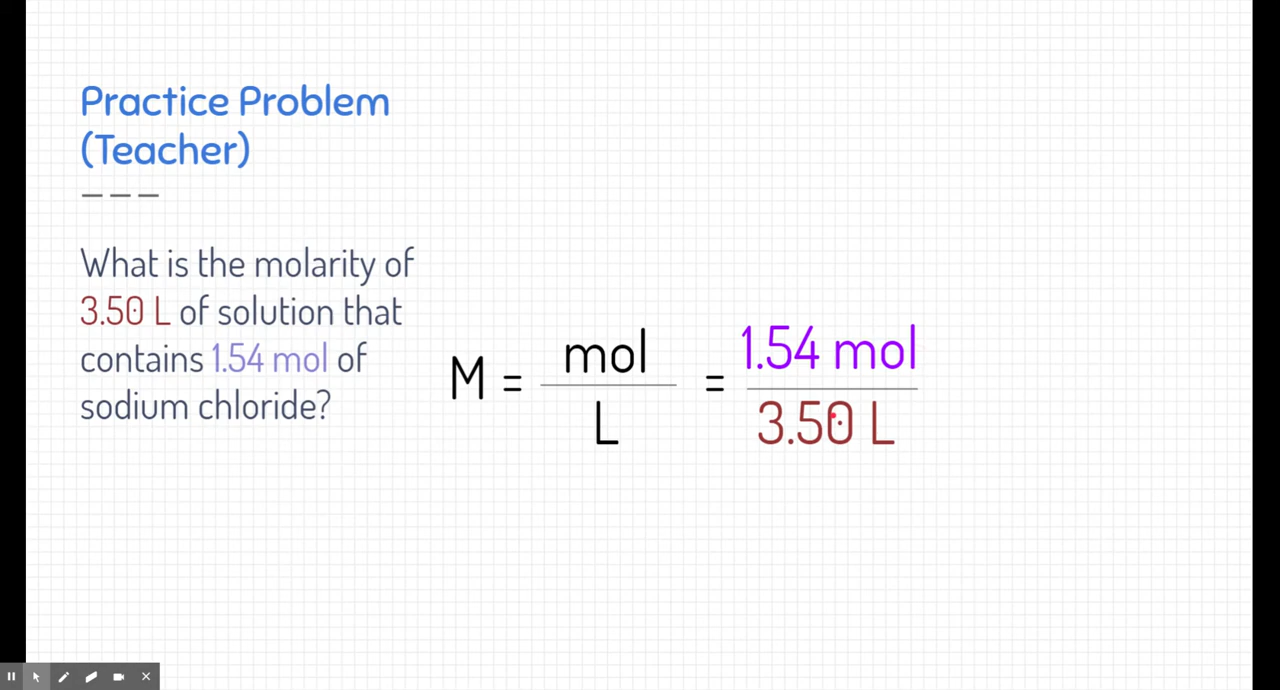 Practice Problem
(Teacher)
What is the molarity of
3.50 L of solution that
contains 1.54 mol of
sodium chloride?
M = mol / L = 1.54 mol / 3.50 L